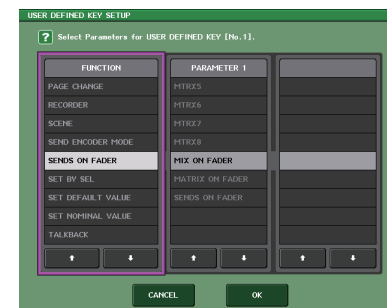 USER DEFINED KEY SETUP
? Select Parameters for USER DEFINED KEY [No.1].
FUNCTION
PAGE CHANGE
RECORDER
SCENE
SEND ENCODER MODE
SENDS ON FADER
SET BY SEL
SET DEFAULT VALUE
SET NOMINAL VALUE
TALKBACK
PARAMETER 1
MTRX5
MTRX6
MTRX7
MTRX8
MIX ON FADER
MATRIX ON FADER
SENDS ON FADER
CANCEL
OK